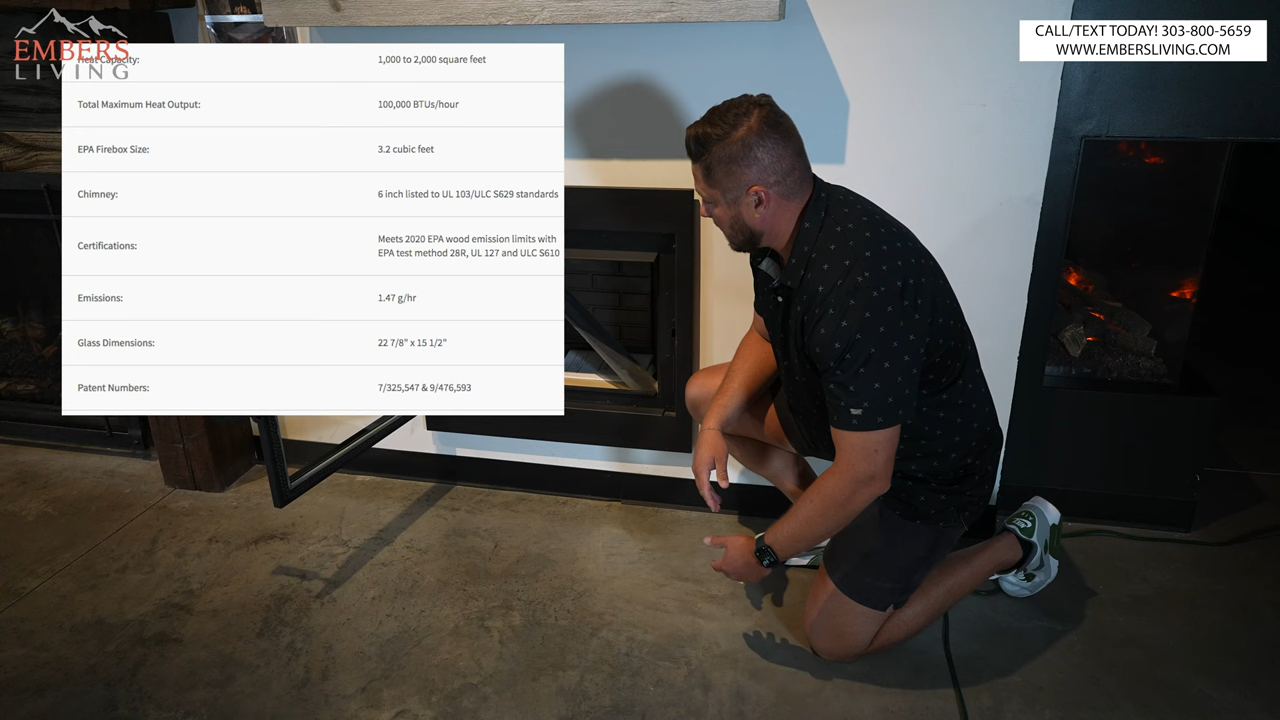 EMBERS
LIVING
CALL/TEXT TODAY! 303-800-5659
WWW.EMBERSLIVING.COM
Heat Capacity: 1,000 to 2,000 square feet
Total Maximum Heat Output: 100,000 BTUs/hour
EPA Firebox Size: 3.2 cubic feet
Chimney: 6 inch listed to UL 103/ULC S629 standards
Certifications: Meets 2020 EPA wood emission limits with
EPA test method 28R, UL 127 and ULC S610
Emissions: 1.47 g/hr
Glass Dimensions: 22 7/8" x 15 1/2"
Patent Numbers: 7/325,547 & 9/476,593